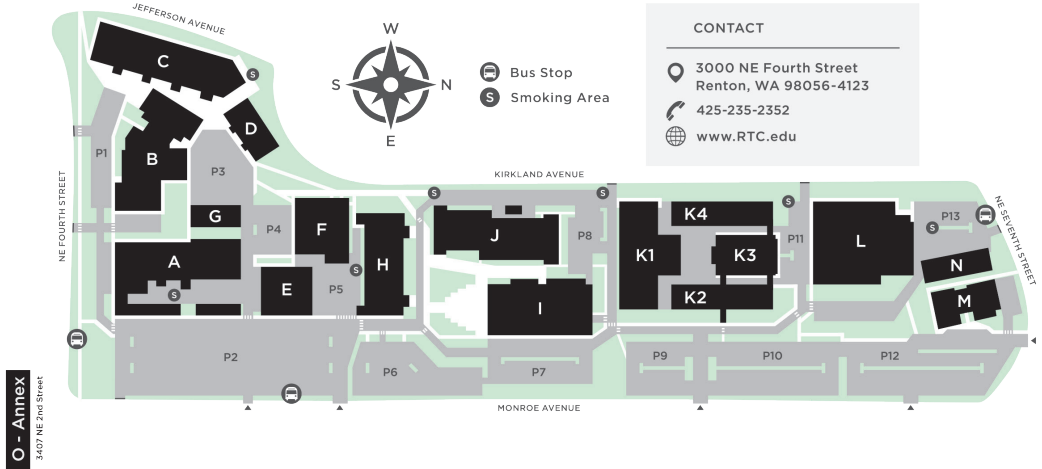 JEFFERSON AVENUE
C
S
D
B
P1
P3
NE FOURTH STREET
G
P4
A
S
F
E
S
P5
H
P2
W
S
N
E
Bus Stop
S
Smoking Area
CONTACT
3000 NE Fourth Street
Renton, WA 98056-4123
425-235-2352
www.RTC.edu
KIRKLAND AVENUE
S
S
J
P8
I
K4
K1
K3
K2
S
P11
L
P13
S
NE SEVENTH STREET
N
M
P6
P7
P9
P10
P12
MONROE AVENUE
O - Annex
3407 NE 2nd Street